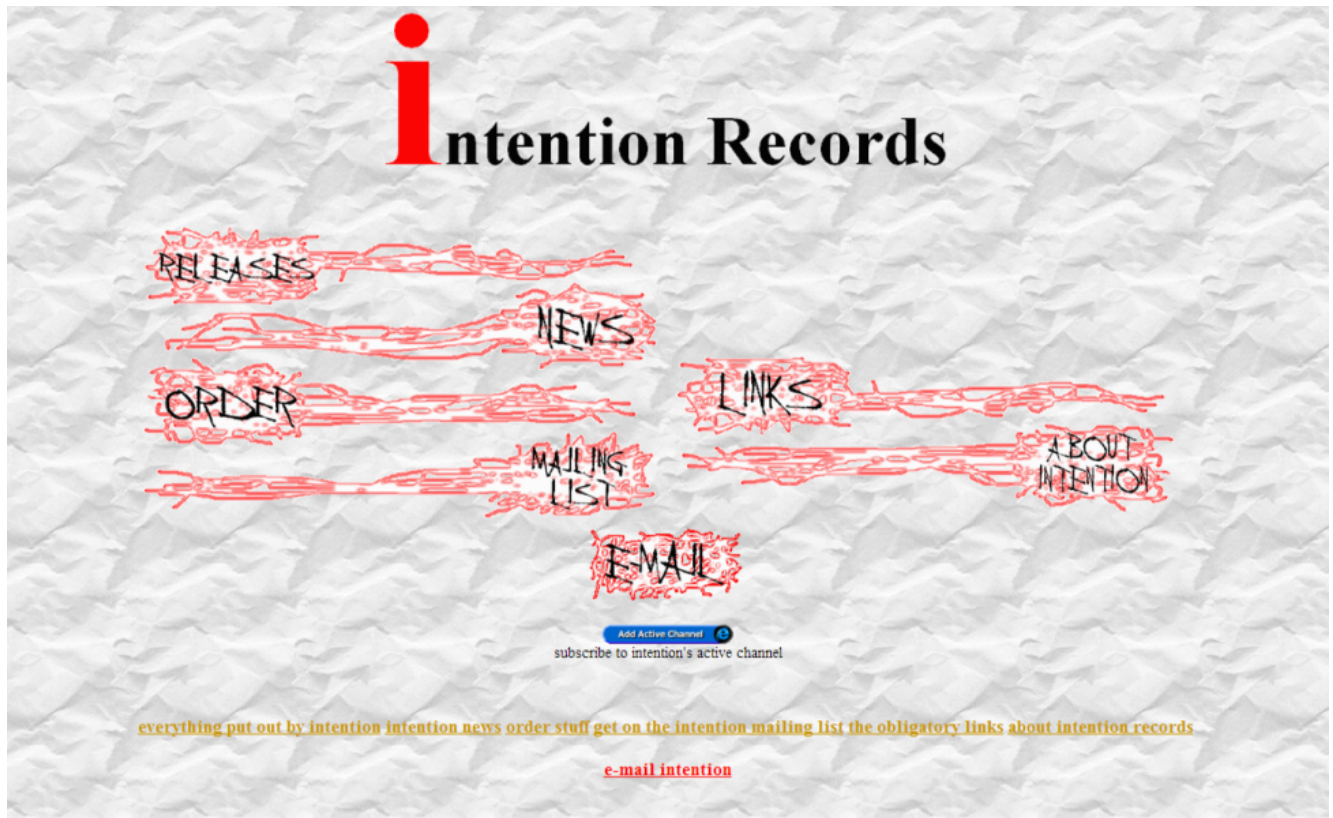 intention Records
RELEASES
NEWS
ORDER
LINKS
MAILING
LIST
ABOUT
INTENTION
E-MAIL
Add Active Channel
subscribe to intention's active channel
everything put out by intention intention news order stuff get on the intention mailing list the obligatory links about intention records
e-mail intention